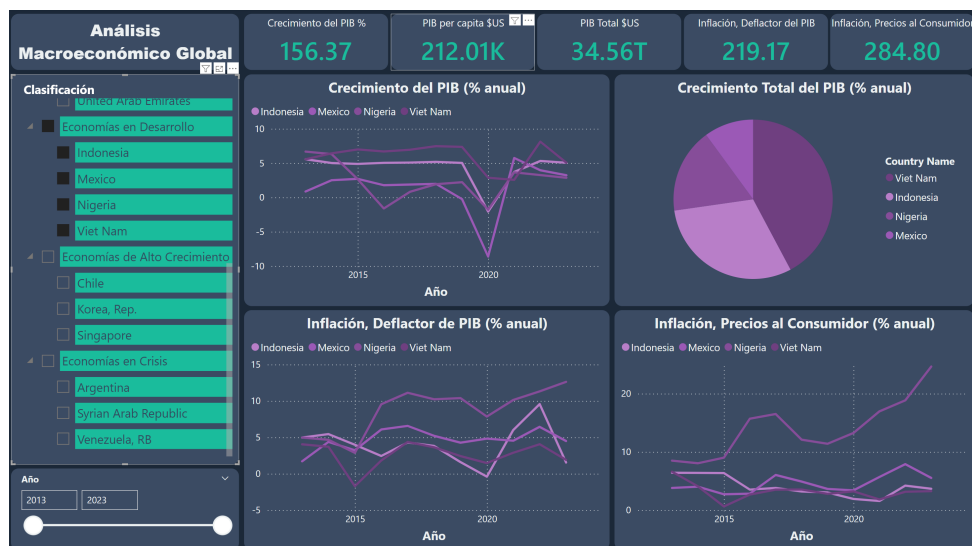 Análisis
Macroeconómico Global
Crecimiento del PIB %
156.37
PIB per capita $US
212.01K
PIB Total $US
34.56T
Inflación, Deflactor del PIB
219.17
Inflación, Precios al Consumidor
284.80
Clasificación
United Arab Emirates
Economías en Desarrollo
Indonesia
Mexico
Nigeria
Viet Nam
Economías de Alto Crecimiento
Chile
Korea, Rep.
Singapore
Economías en Crisis
Argentina
Syrian Arab Republic
Venezuela, RB
Año
2013 2023
Crecimiento del PIB (% anual)
Indonesia Mexico Nigeria Viet Nam
10
5
0
-5
-10
2015 2020
Año
Crecimiento Total del PIB (% anual)
Country Name
Viet Nam
Indonesia
Nigeria
Mexico
Inflación, Deflactor de PIB (% anual)
Indonesia Mexico Nigeria Viet Nam
15
10
5
0
-5
2015 2020
Año
Inflación, Precios al Consumidor (% anual)
Indonesia Mexico Nigeria Viet Nam
20
10
0
2015 2020
Año